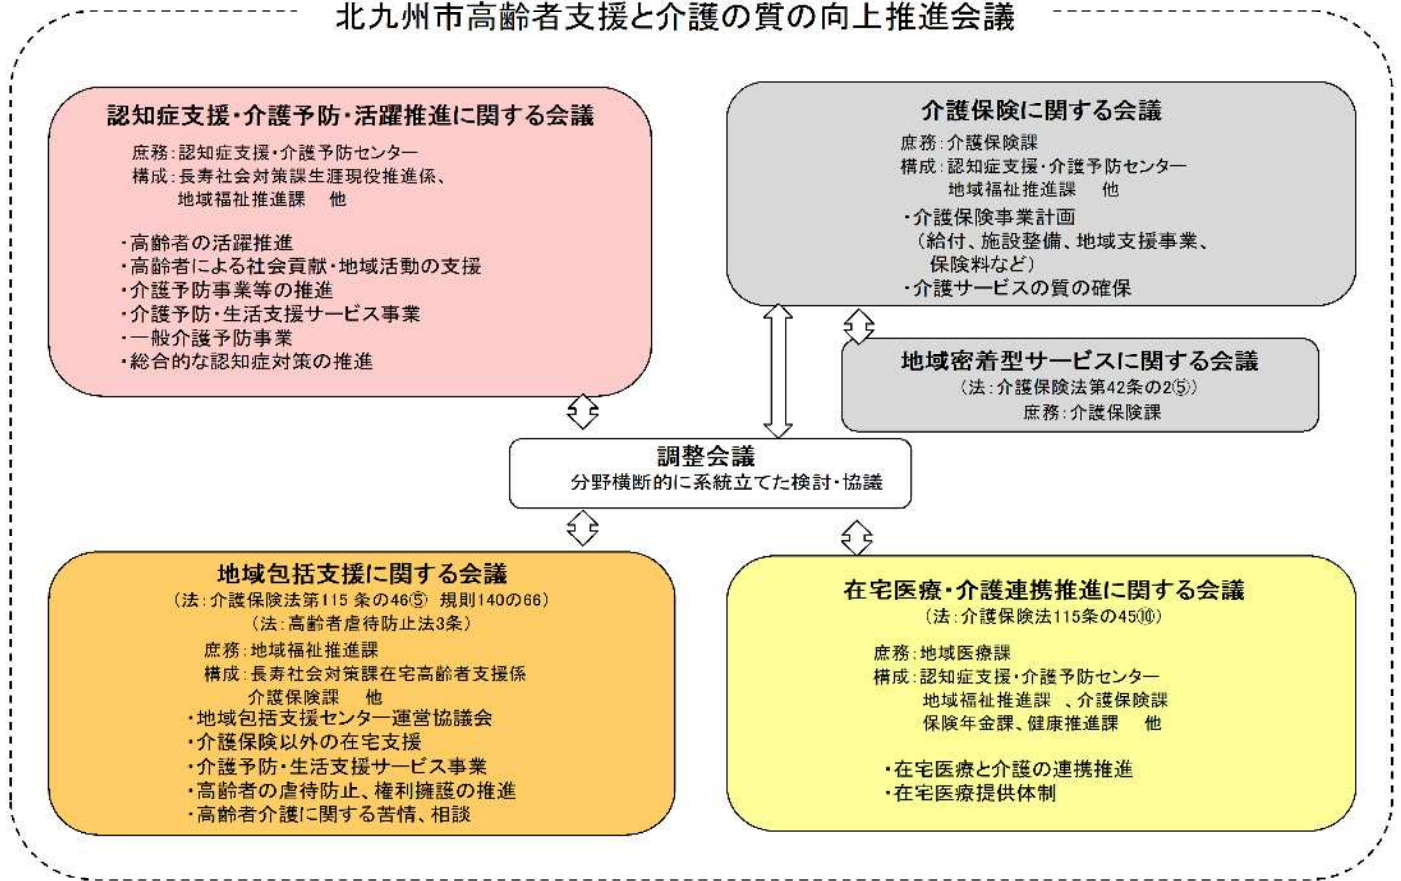 北九州市高齢者支援と介護の質の向上推進会議
認知症支援・介護予防・活躍推進に関する会議
庶務：認知症支援・介護予防センター
構成：長寿社会対策課生涯現役推進係、
地域福祉推進課　他
・高齢者の活躍推進
・高齢者による社会貢献・地域活動の支援
・介護予防事業等の推進
・介護予防・生活支援サービス事業
・一般介護予防事業
・総合的な認知症対策の推進
介護保険に関する会議
庶務：介護保険課
構成：認知症支援・介護予防センター
地域福祉推進課　他
・介護保険事業計画
（給付、施設整備、地域支援事業、
保険料など）
・介護サービスの質の確保
地域密着型サービスに関する会議
（法：介護保険法第42条の2⑤）
庶務：介護保険課
調整会議
分野横断的に系統立てた検討・協議
地域包括支援に関する会議
（法：介護保険法第115 条の46⑤ 規則140の66）
（法：高齢者虐待防止法3条）
庶務：地域福祉推進課
構成：長寿社会対策課在宅高齢者支援係
介護保険課　他
・地域包括支援センター運営協議会
・介護保険以外の在宅支援
・介護予防・生活支援サービス事業
・高齢者の虐待防止、権利擁護の推進
・高齢者介護に関する苦情、相談
在宅医療・介護連携推進に関する会議
（法：介護保険法115条の45⑩）
庶務：地域医療課
構成：認知症支援・介護予防センター
地域福祉推進課 、介護保険課
保険年金課、健康推進課　他
・在宅医療と介護の連携推進
・在宅医療提供体制